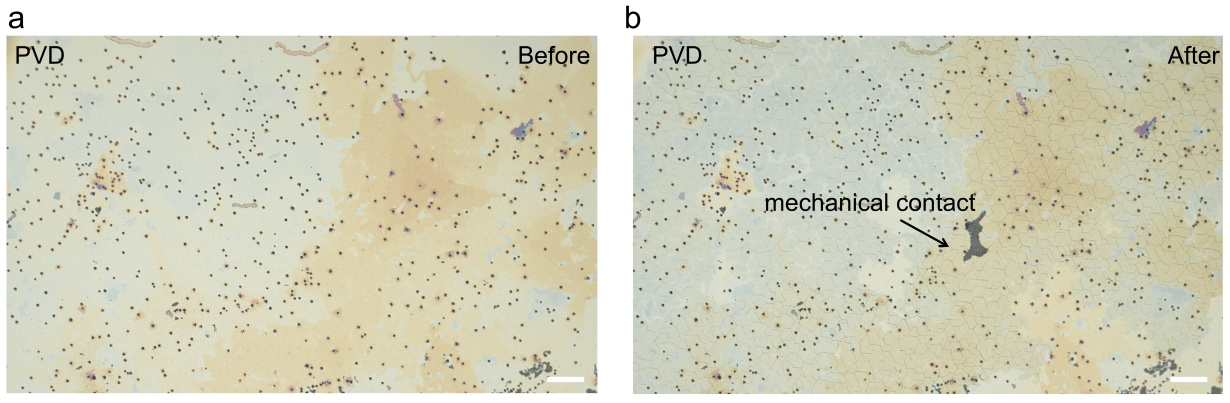 a
PVD
Before
b
PVD
After
mechanical contact